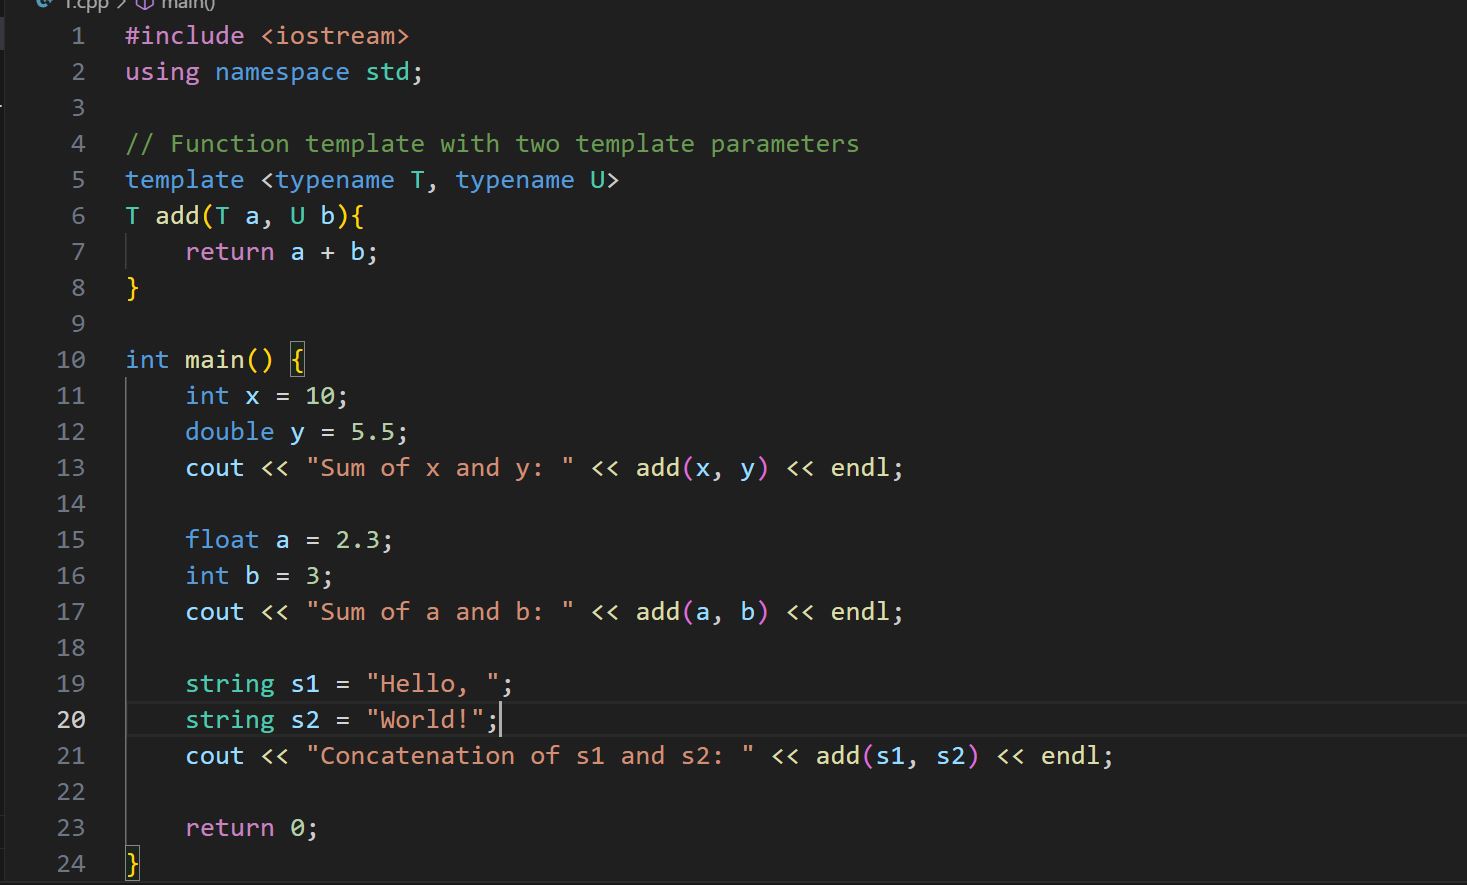 1.cpp > main()
1 #include <iostream>
2 using namespace std;
3
4 // Function template with two template parameters
5 template <typename T, typename U>
6 T add(T a, U b){
7     return a + b;
8 }
9
10 int main() {
11     int x = 10;
12     double y = 5.5;
13     cout << "Sum of x and y: " << add(x, y) << endl;
14
15     float a = 2.3;
16     int b = 3;
17     cout << "Sum of a and b: " << add(a, b) << endl;
18
19     string s1 = "Hello, ";
20     string s2 = "World!";
21     cout << "Concatenation of s1 and s2: " << add(s1, s2) << endl;
22
23     return 0;
24 }